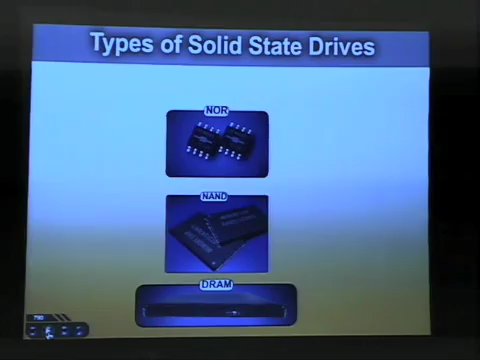 Types of Solid State Drives
NOR
NAND
DRAM